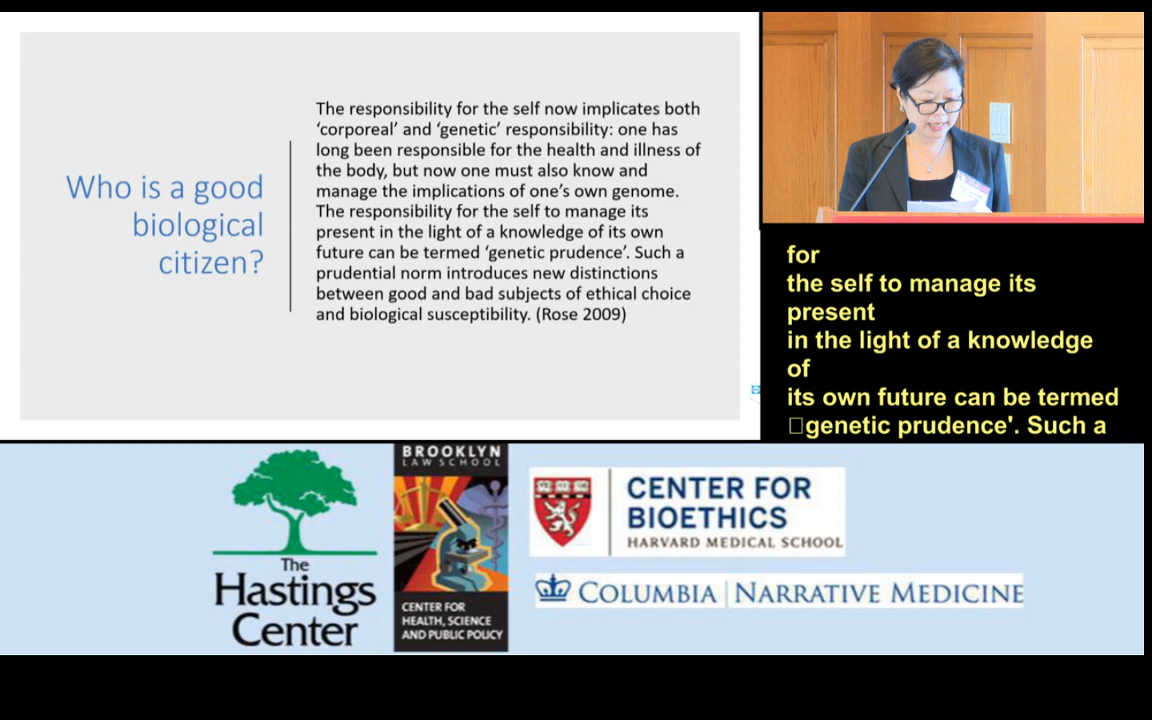 Who is a good
biological
citizen?
The responsibility for the self now implicates both
‘corporeal’ and ‘genetic’ responsibility: one has
long been responsible for the health and illness of
the body, but now one must also know and
manage the implications of one’s own genome.
The responsibility for the self to manage its
present in the light of a knowledge of its own
future can be termed ‘genetic prudence’. Such a
prudential norm introduces new distinctions
between good and bad subjects of ethical choice
and biological susceptibility. (Rose 2009)
for
the self to manage its
present
in the light of a knowledge
of
its own future can be termed
□genetic prudence'. Such a
The
Hastings
Center
BROOKLYN
LAW SCHOOL
CENTER FOR
HEALTH, SCIENCE
AND PUBLIC POLICY
CENTER FOR
BIOETHICS
HARVARD MEDICAL SCHOOL
COLUMBIA | NARRATIVE MEDICINE